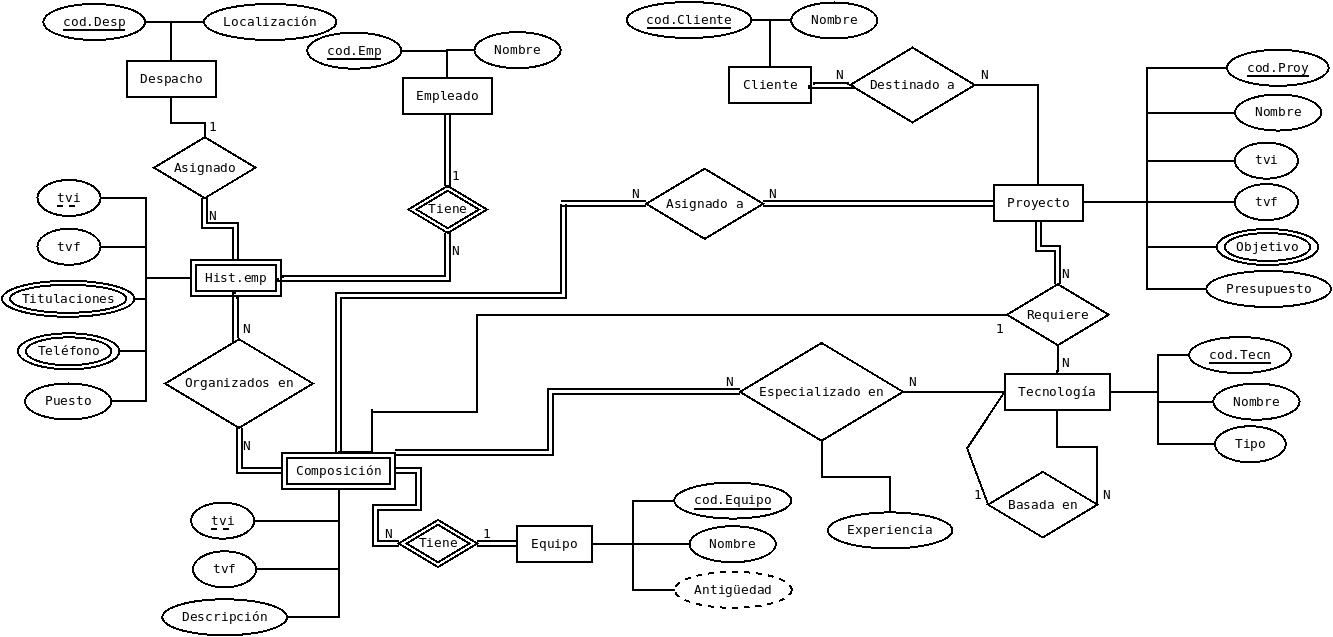 cod.Desp
Localización
cod.Emp
Nombre
cod.Cliente
Nombre
Despacho
Empleado
Cliente
N
Destinado a
N
cod.Proy
Nombre
tvi
tvf
Objetivo
Presupuesto
1
Asignado
N
1
Tiene
N
N
Asignado a
N
Proyecto
tvi
tvf
Titulaciones
Teléfono
Puesto
Hist.emp
N
Organizados en
N
N
Requiere
1
N
N
Especializado en
N
Tecnología
cod.Tecn
Nombre
Tipo
Composición
1
Basada en
N
tvi
tvf
Descripción
N
Tiene
1
Equipo
cod.Equipo
Nombre
Antigüedad
Experiencia